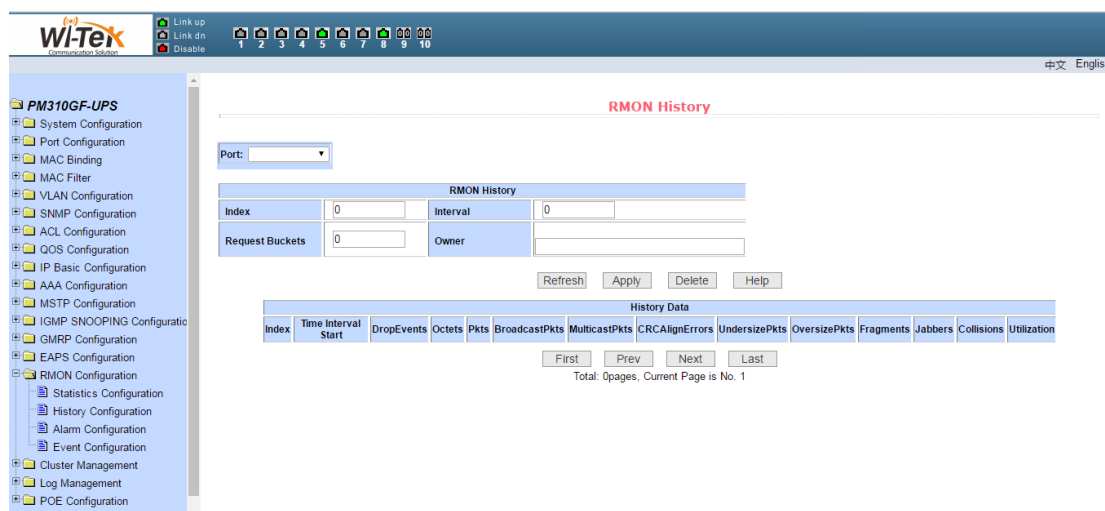 Wi-Tek
Communication Solution
Link up
Link dn
Disable
1 2 3 4 5 6 7 8 9 10
中文 Englis
PM310GF-UPS
System Configuration
Port Configuration
MAC Binding
MAC Filter
VLAN Configuration
SNMP Configuration
ACL Configuration
QOS Configuration
IP Basic Configuration
AAA Configuration
MSTP Configuration
IGMP SNOOPING Configuratio
GMRP Configuration
EAPS Configuration
RMON Configuration
Statistics Configuration
History Configuration
Alarm Configuration
Event Configuration
Cluster Management
Log Management
POE Configuration
RMON History
Port:
RMON History
Index 0 Interval 0
Request Buckets 0 Owner
Refresh Apply Delete Help
History Data
Index Time Interval Start DropEvents Octets Pkts BroadcastPkts MulticastPkts CRCAlignErrors UndersizePkts OversizePkts Fragments Jabbers Collisions Utilization
First Prev Next Last
Total: 0pages, Current Page is No. 1